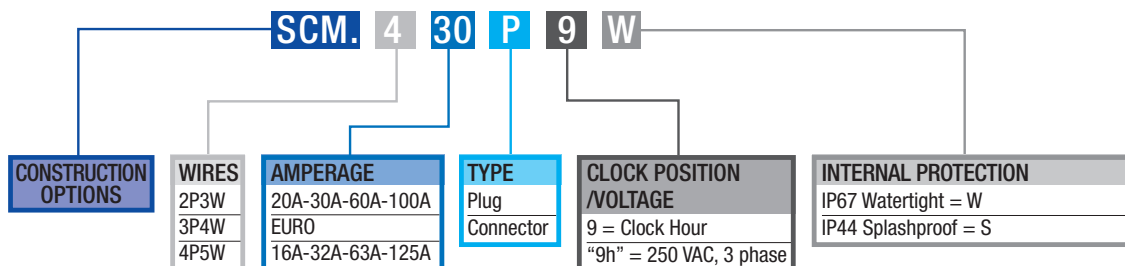 SCM. 4 30 P 9 W
CONSTRUCTION
OPTIONS
WIRES
2P3W
3P4W
4P5W
AMPERAGE
20A-30A-60A-100A
EURO
16A-32A-63A-125A
TYPE
Plug
Connector
CLOCK POSITION
/VOLTAGE
9 = Clock Hour
“9h” = 250 VAC, 3 phase
INTERNAL PROTECTION
IP67 Watertight = W
IP44 Splashproof = S